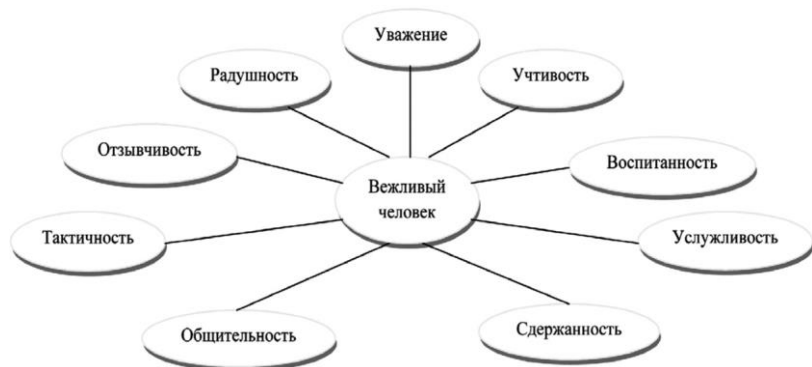 Уважение
Радушность
Учтивость
Отзывчивость
Воспитанность
Вежливый
человек
Тактичность
Услужливость
Общительность
Сдержанность